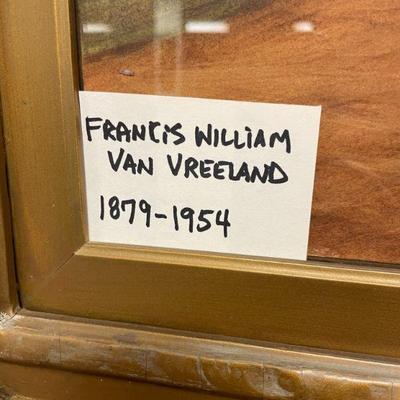 FRANCIS WILLIAM
VAN VREELAND
1879-1954